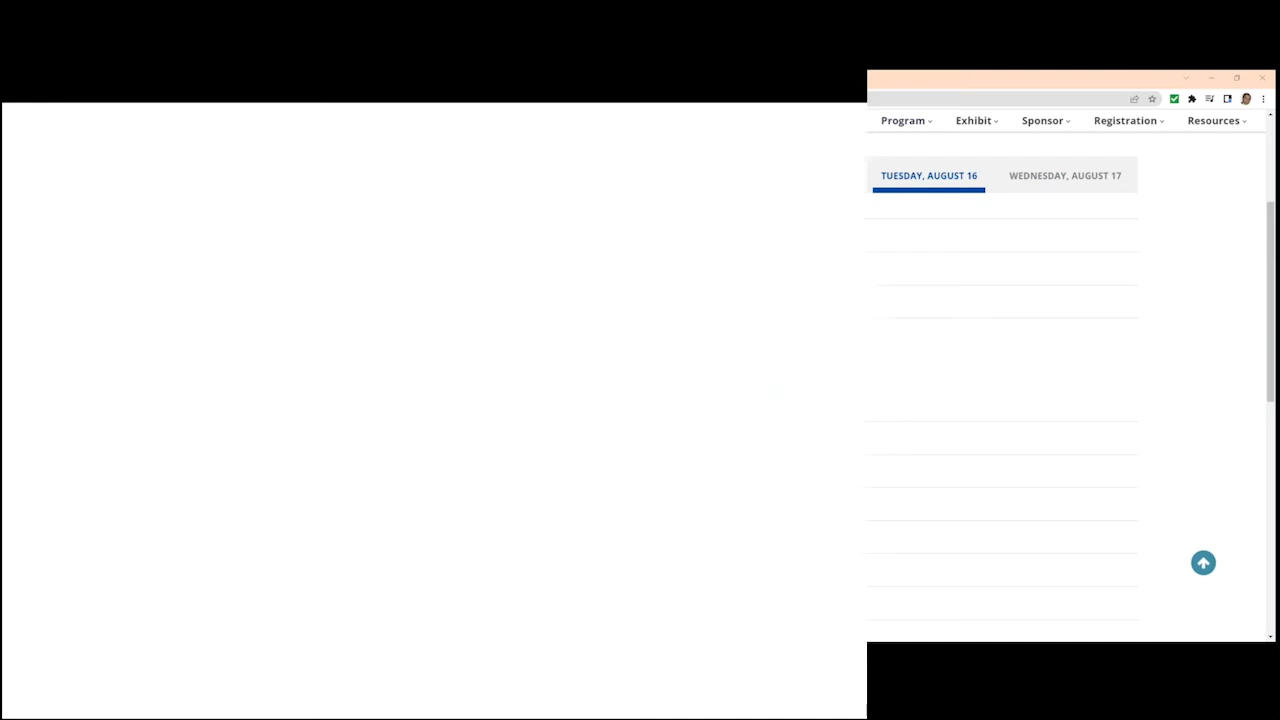 Program Exhibit Sponsor Registration Resources
TUESDAY, AUGUST 16 WEDNESDAY, AUGUST 17